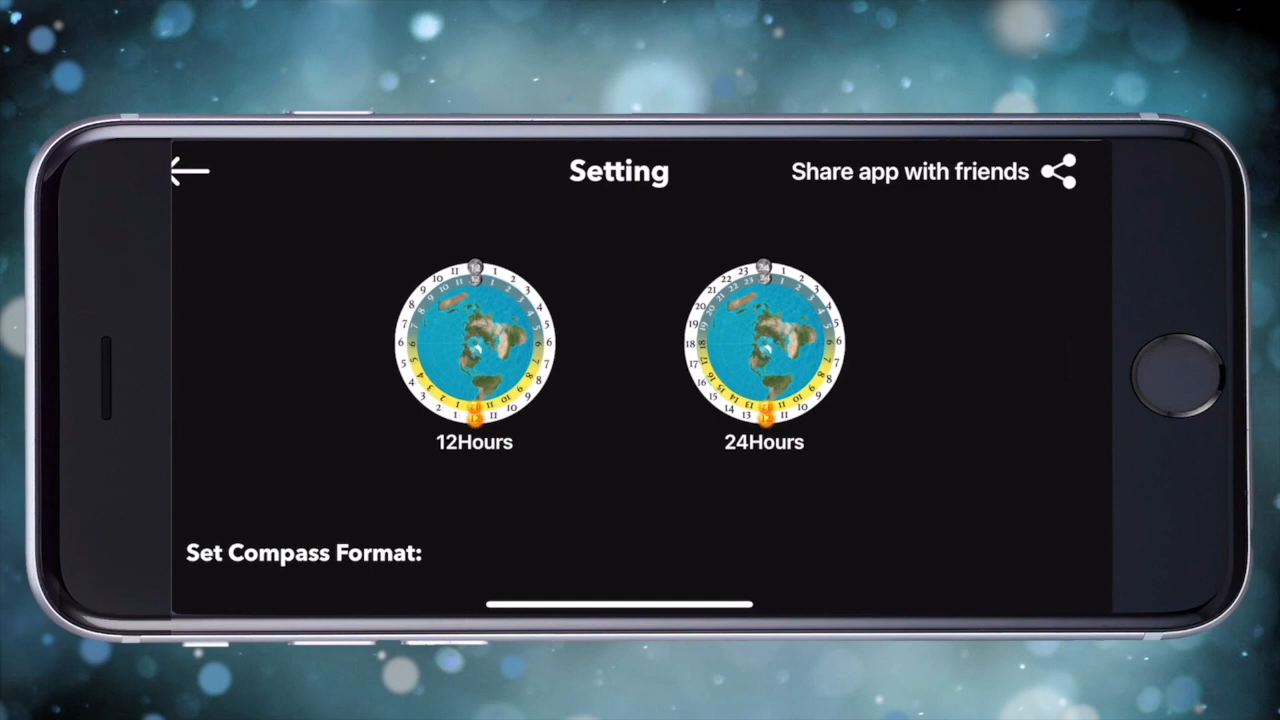 Setting
Share app with friends
12Hours
24Hours
Set Compass Format: